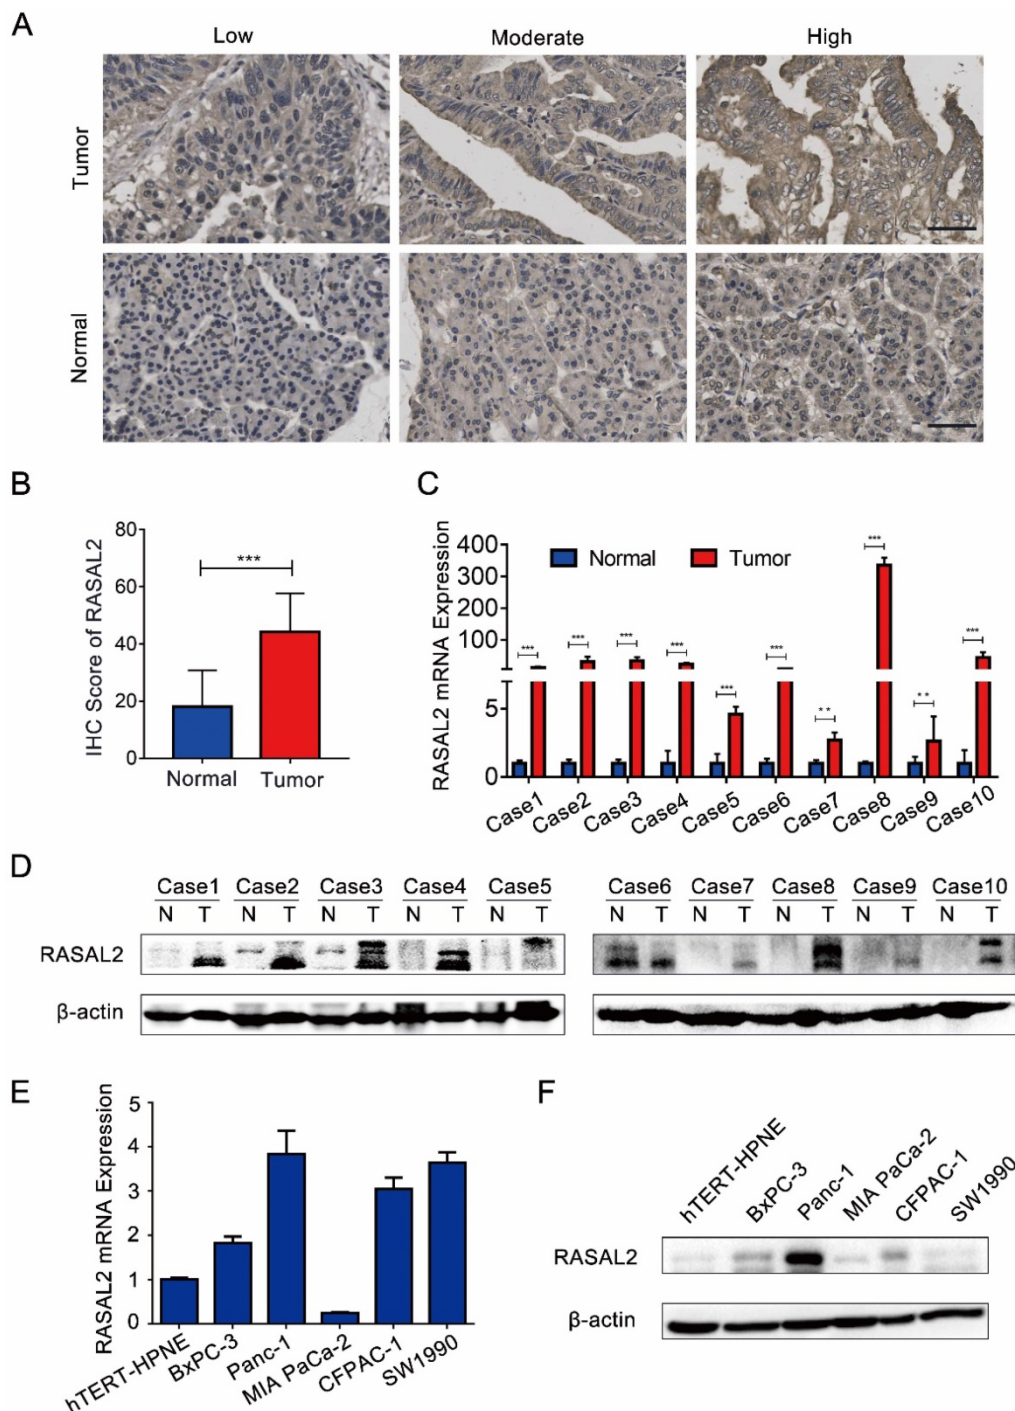 A
Low Moderate High
Tumor
Normal
B
IHC Score of RASAL2
80
60
40
20
0
***
Normal Tumor
C
RASAL2 mRNA Expression
400
300
200
100
5
0
Normal Tumor
*** *** *** *** *** *** ** *** ** ***
Case1 Case2 Case3 Case4 Case5 Case6 Case7 Case8 Case9 Case10
D
Case1 Case2 Case3 Case4 Case5 Case6 Case7 Case8 Case9 Case10
N T N T N T N T N T N T N T N T N T N T
RASAL2
β-actin
E
RASAL2 mRNA Expression
5
4
3
2
1
0
hTERT-HPNE BxPC-3 Panc-1 MIA PaCa-2 CFPAC-1 SW1990
F
hTERT-HPNE BxPC-3 Panc-1 MIA PaCa-2 CFPAC-1 SW1990
RASAL2
β-actin